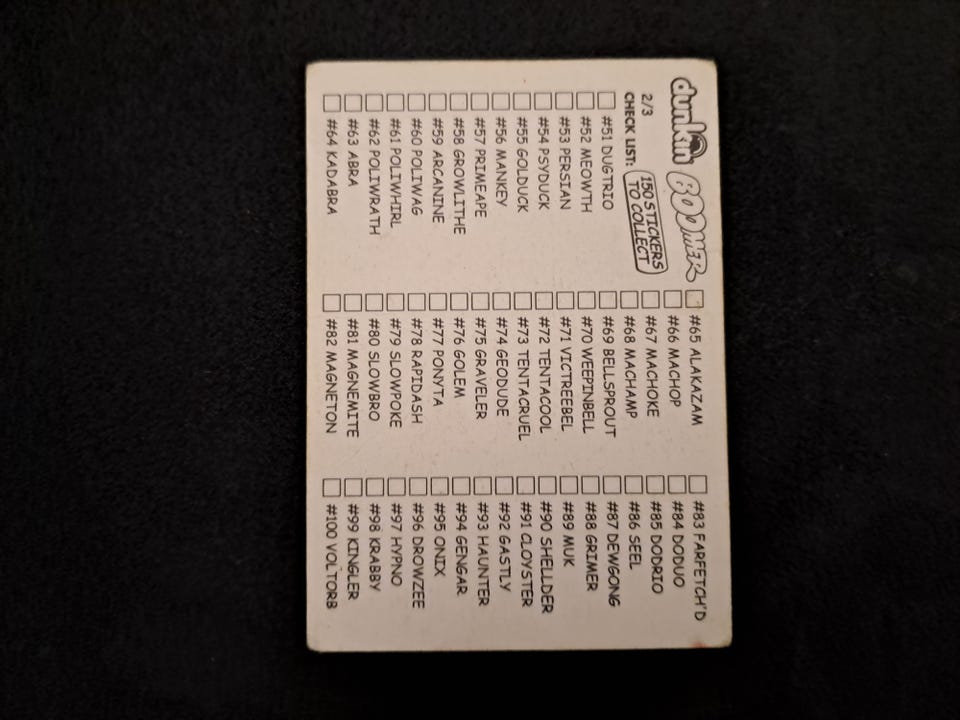 dunkin BOOMER
2/3
CHECK LIST:
150 STICKERS
TO COLLECT
#51 DUGTRIO
#52 MEOWTH
#53 PERSIAN
#54 PSYDUCK
#55 GOLDUCK
#56 MANKEY
#57 PRIMEAPE
#58 GROWLITHE
#59 ARCANINE
#60 POLIWAG
#61 POLIWHIRL
#62 POLIWRATH
#63 ABRA
#64 KADABRA
#65 ALAKAZAM
#66 MACHOP
#67 MACHOKE
#68 MACHAMP
#69 BELLSPROUT
#70 WEEPINBELL
#71 VICTREEBEL
#72 TENTACOOL
#73 TENTACRUEL
#74 GEODUDE
#75 GRAVELER
#76 GOLEM
#77 PONYTA
#78 RAPIDASH
#79 SLOWPOKE
#80 SLOWBRO
#81 MAGNEMITE
#82 MAGNETON
#83 FARFETCH'D
#84 DODUO
#85 DODRIO
#86 SEEL
#87 DEWGONG
#88 GRIMER
#89 MUK
#90 SHELLDER
#91 CLOYSTER
#92 GASTLY
#93 HAUNTER
#94 GENGAR
#95 ONIX
#96 DROWZEE
#97 HYPNO
#98 KRABBY
#99 KINGLER
#100 VOLTORB